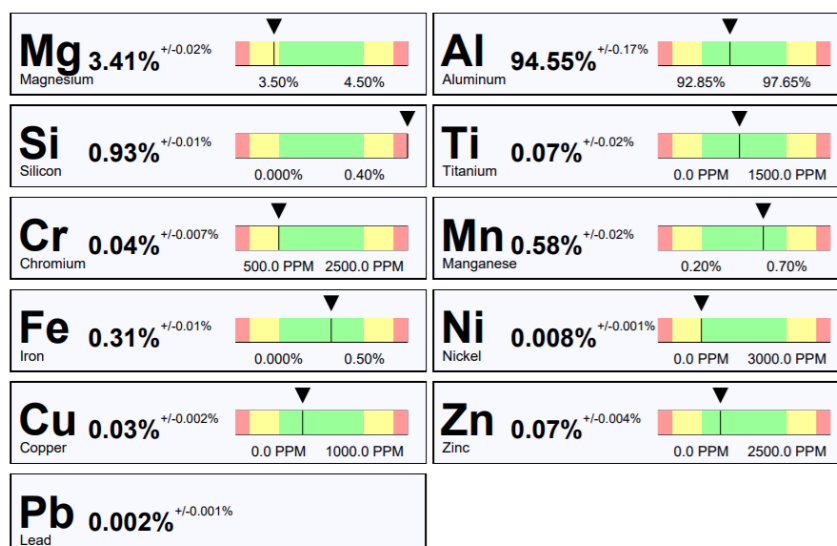 Mg 3.41% +/-0.02%
Magnesium
3.50% 4.50%
Al 94.55% +/-0.17%
Aluminum
92.85% 97.65%
Si 0.93% +/-0.01%
Silicon
0.000% 0.40%
Ti 0.07% +/-0.02%
Titanium
0.0 PPM 1500.0 PPM
Cr 0.04% +/-0.007%
Chromium
500.0 PPM 2500.0 PPM
Mn 0.58% +/-0.02%
Manganese
0.20% 0.70%
Fe 0.31% +/-0.01%
Iron
0.000% 0.50%
Ni 0.008% +/-0.001%
Nickel
0.0 PPM 3000.0 PPM
Cu 0.03% +/-0.002%
Copper
0.0 PPM 1000.0 PPM
Zn 0.07% +/-0.004%
Zinc
0.0 PPM 2500.0 PPM
Pb 0.002% +/-0.001%
Lead